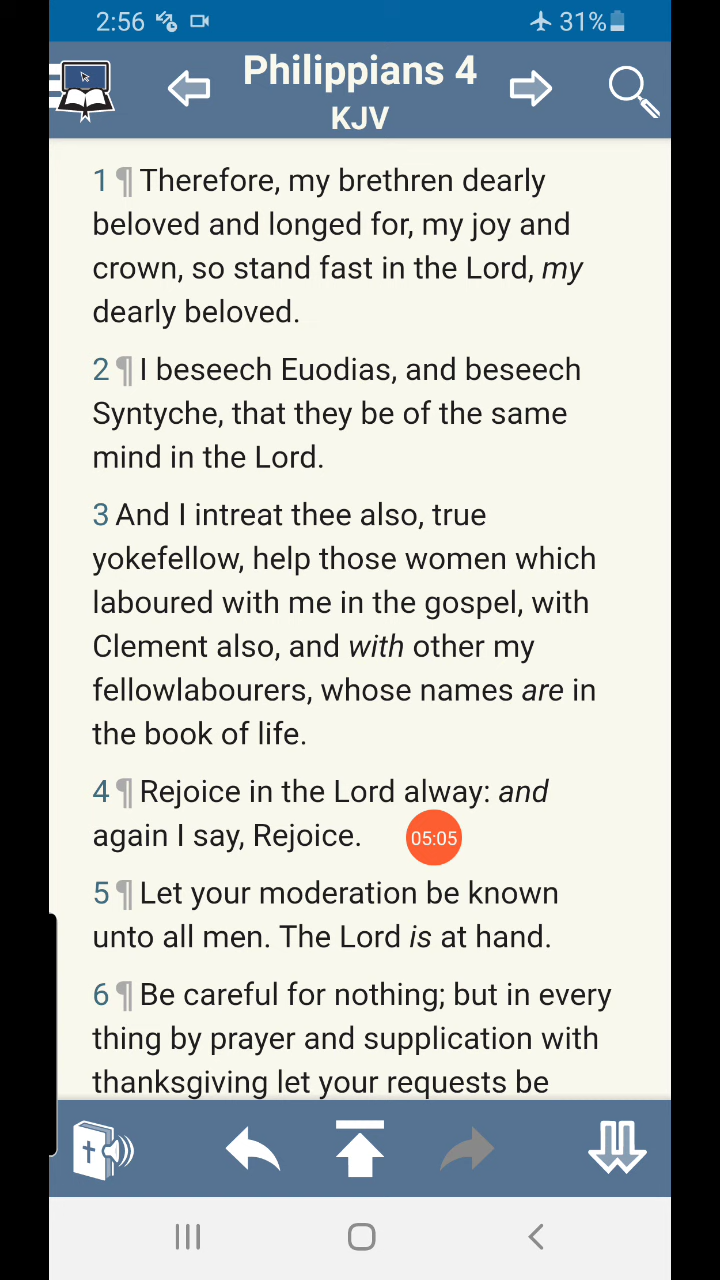 2:56 31%
Philippians 4
KJV
1 ¶ Therefore, my brethren dearly
beloved and longed for, my joy and
crown, so stand fast in the Lord, my
dearly beloved.
2 ¶ I beseech Euodias, and beseech
Syntyche, that they be of the same
mind in the Lord.
3 And I intreat thee also, true
yokefellow, help those women which
laboured with me in the gospel, with
Clement also, and with other my
fellowlabourers, whose names are in
the book of life.
4 ¶ Rejoice in the Lord alway: and
again I say, Rejoice. 05:05
5 ¶ Let your moderation be known
unto all men. The Lord is at hand.
6 ¶ Be careful for nothing; but in every
thing by prayer and supplication with
thanksgiving let your requests be